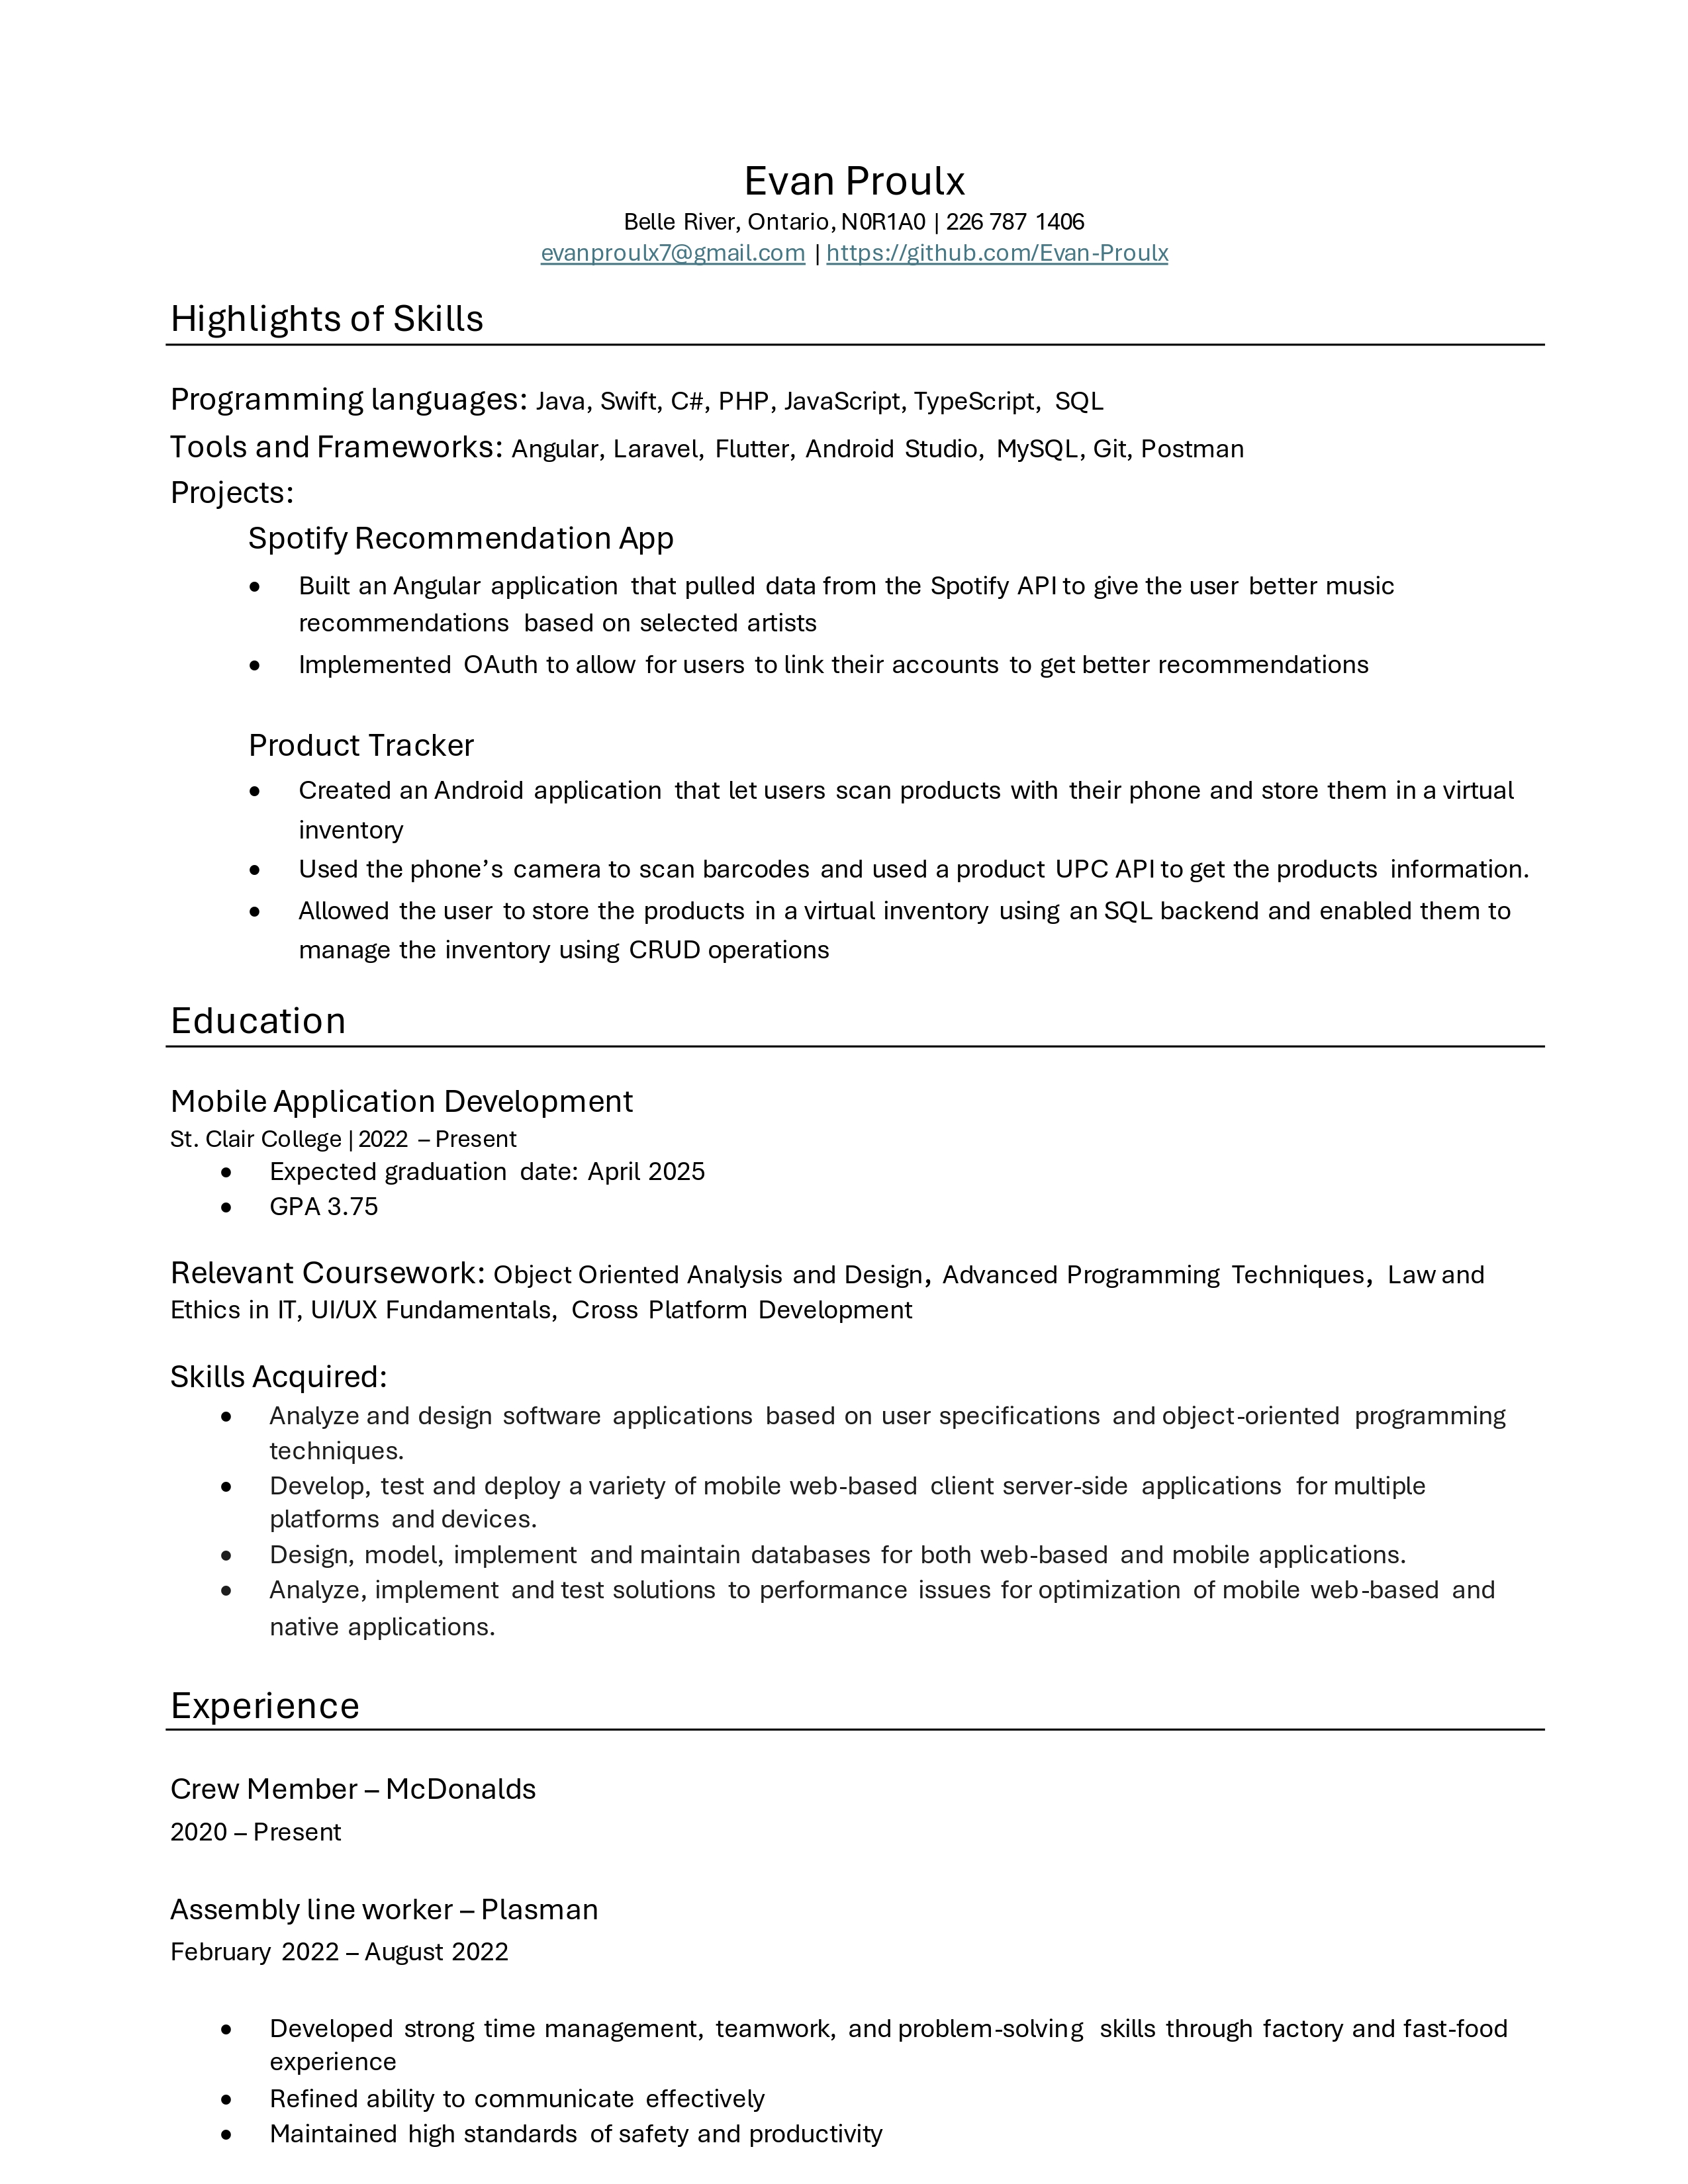 Evan Proulx
Belle River, Ontario, N0R1A0 | 226 787 1406
evanproulx7@gmail.com | https://github.com/Evan-Proulx
Highlights of Skills
Programming languages: Java, Swift, C#, PHP, JavaScript, TypeScript, SQL
Tools and Frameworks: Angular, Laravel, Flutter, Android Studio, MySQL, Git, Postman
Projects:
Spotify Recommendation App
• Built an Angular application that pulled data from the Spotify API to give the user better music
recommendations based on selected artists
• Implemented OAuth to allow for users to link their accounts to get better recommendations
Product Tracker
• Created an Android application that let users scan products with their phone and store them in a virtual
inventory
• Used the phone’s camera to scan barcodes and used a product UPC API to get the products information.
• Allowed the user to store the products in a virtual inventory using an SQL backend and enabled them to
manage the inventory using CRUD operations
Education
Mobile Application Development
St. Clair College | 2022 – Present
• Expected graduation date: April 2025
• GPA 3.75
Relevant Coursework: Object Oriented Analysis and Design, Advanced Programming Techniques, Law and
Ethics in IT, UI/UX Fundamentals, Cross Platform Development
Skills Acquired:
• Analyze and design software applications based on user specifications and object-oriented programming
techniques.
• Develop, test and deploy a variety of mobile web-based client server-side applications for multiple
platforms and devices.
• Design, model, implement and maintain databases for both web-based and mobile applications.
• Analyze, implement and test solutions to performance issues for optimization of mobile web-based and
native applications.
Experience
Crew Member – McDonalds
2020 – Present
Assembly line worker – Plasman
February 2022 – August 2022
• Developed strong time management, teamwork, and problem-solving skills through factory and fast-food
experience
• Refined ability to communicate effectively
• Maintained high standards of safety and productivity